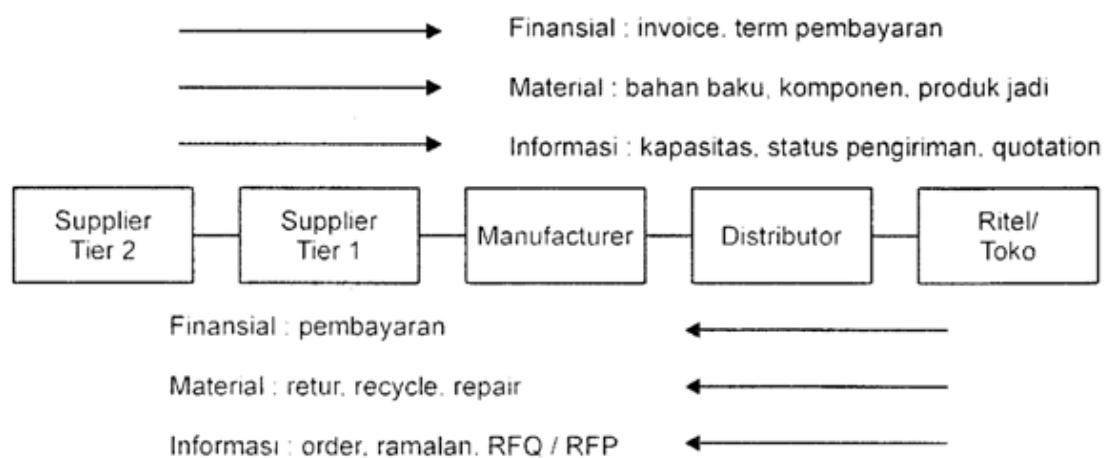 Finansial : invoice, term pembayaran
Material : bahan baku, komponen, produk jadi
Informasi : kapasitas, status pengiriman, quotation
Supplier
Tier 2
Supplier
Tier 1
Manufacturer
Distributor
Ritel/
Toko
Finansial : pembayaran
Material : retur, recycle, repair
Informasi : order, ramalan, RFQ / RFP